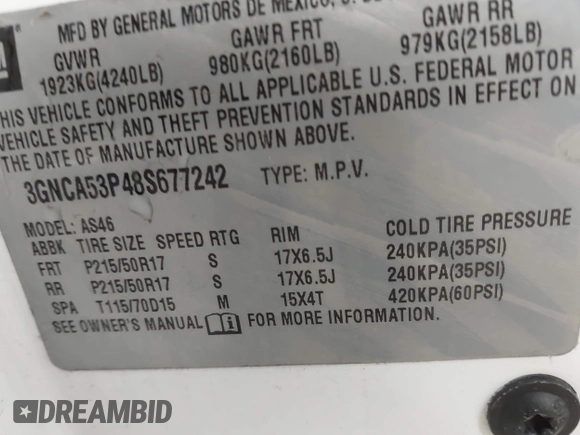 MFD BY GENERAL MOTORS DE MEXICO,
GVWR GAWR FRT GAWR RR
1923KG(4240LB) 980KG(2160LB) 979KG(2158LB)
THIS VEHICLE CONFORMS TO ALL APPLICABLE U.S. FEDERAL MOTOR
VEHICLE SAFETY AND THEFT PREVENTION STANDARDS IN EFFECT ON
THE DATE OF MANUFACTURE SHOWN ABOVE.
3GNCA53P48S677242 TYPE: M.P.V.
MODEL: AS46
ABBK TIRE SIZE SPEED RTG RIM COLD TIRE PRESSURE
FRT P215/50R17 S 17X6.5J 240KPA(35PSI)
RR P215/50R17 S 17X6.5J 240KPA(35PSI)
SPA T115/70D15 M 15X4T 420KPA(60PSI)
SEE OWNER'S MANUAL FOR MORE INFORMATION.
DREAMBID